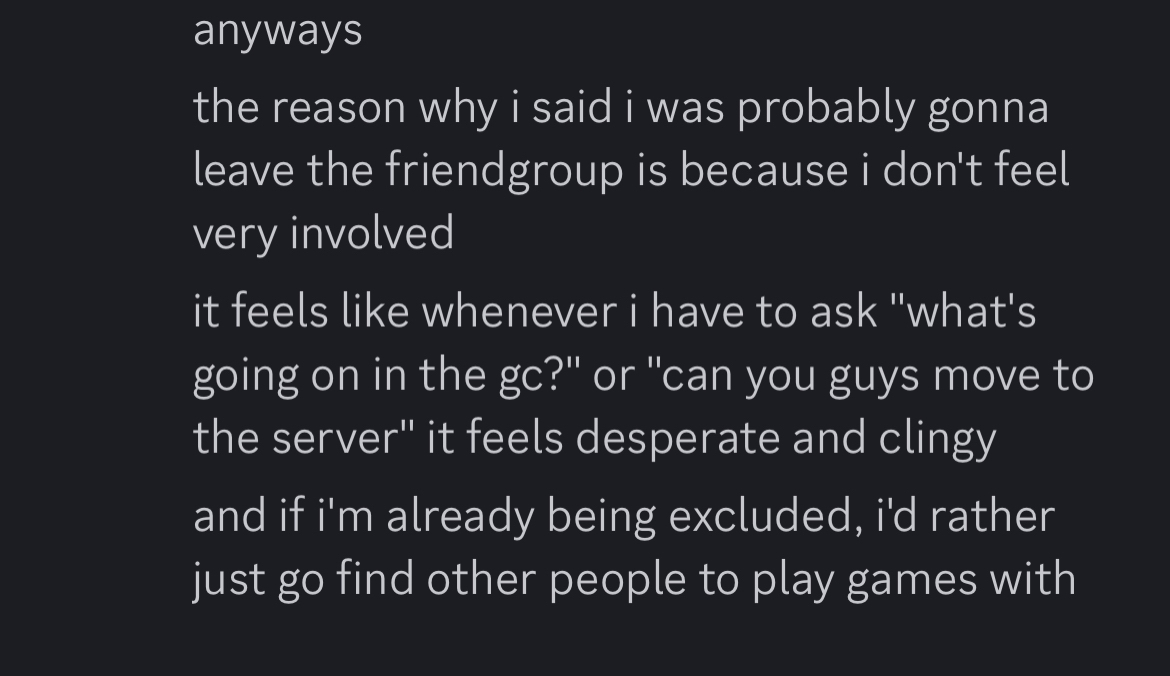 anyways
the reason why i said i was probably gonna
leave the friendgroup is because i don't feel
very involved
it feels like whenever i have to ask "what's
going on in the gc?" or "can you guys move to
the server" it feels desperate and clingy
and if i'm already being excluded, i'd rather
just go find other people to play games with